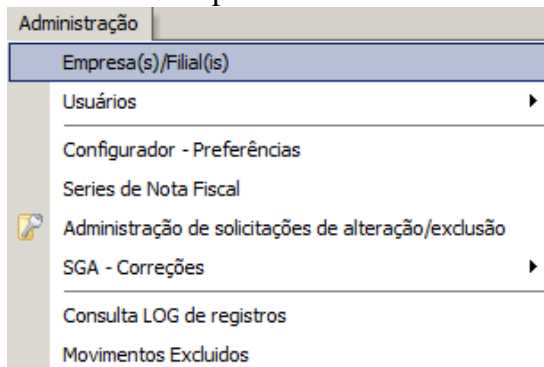 Administração
Empresa(s)/Filial(is)
Usuários
Configurador - Preferências
Series de Nota Fiscal
Administração de solicitações de alteração/exclusão
SGA - Correções
Consulta LOG de registros
Movimentos Excluidos